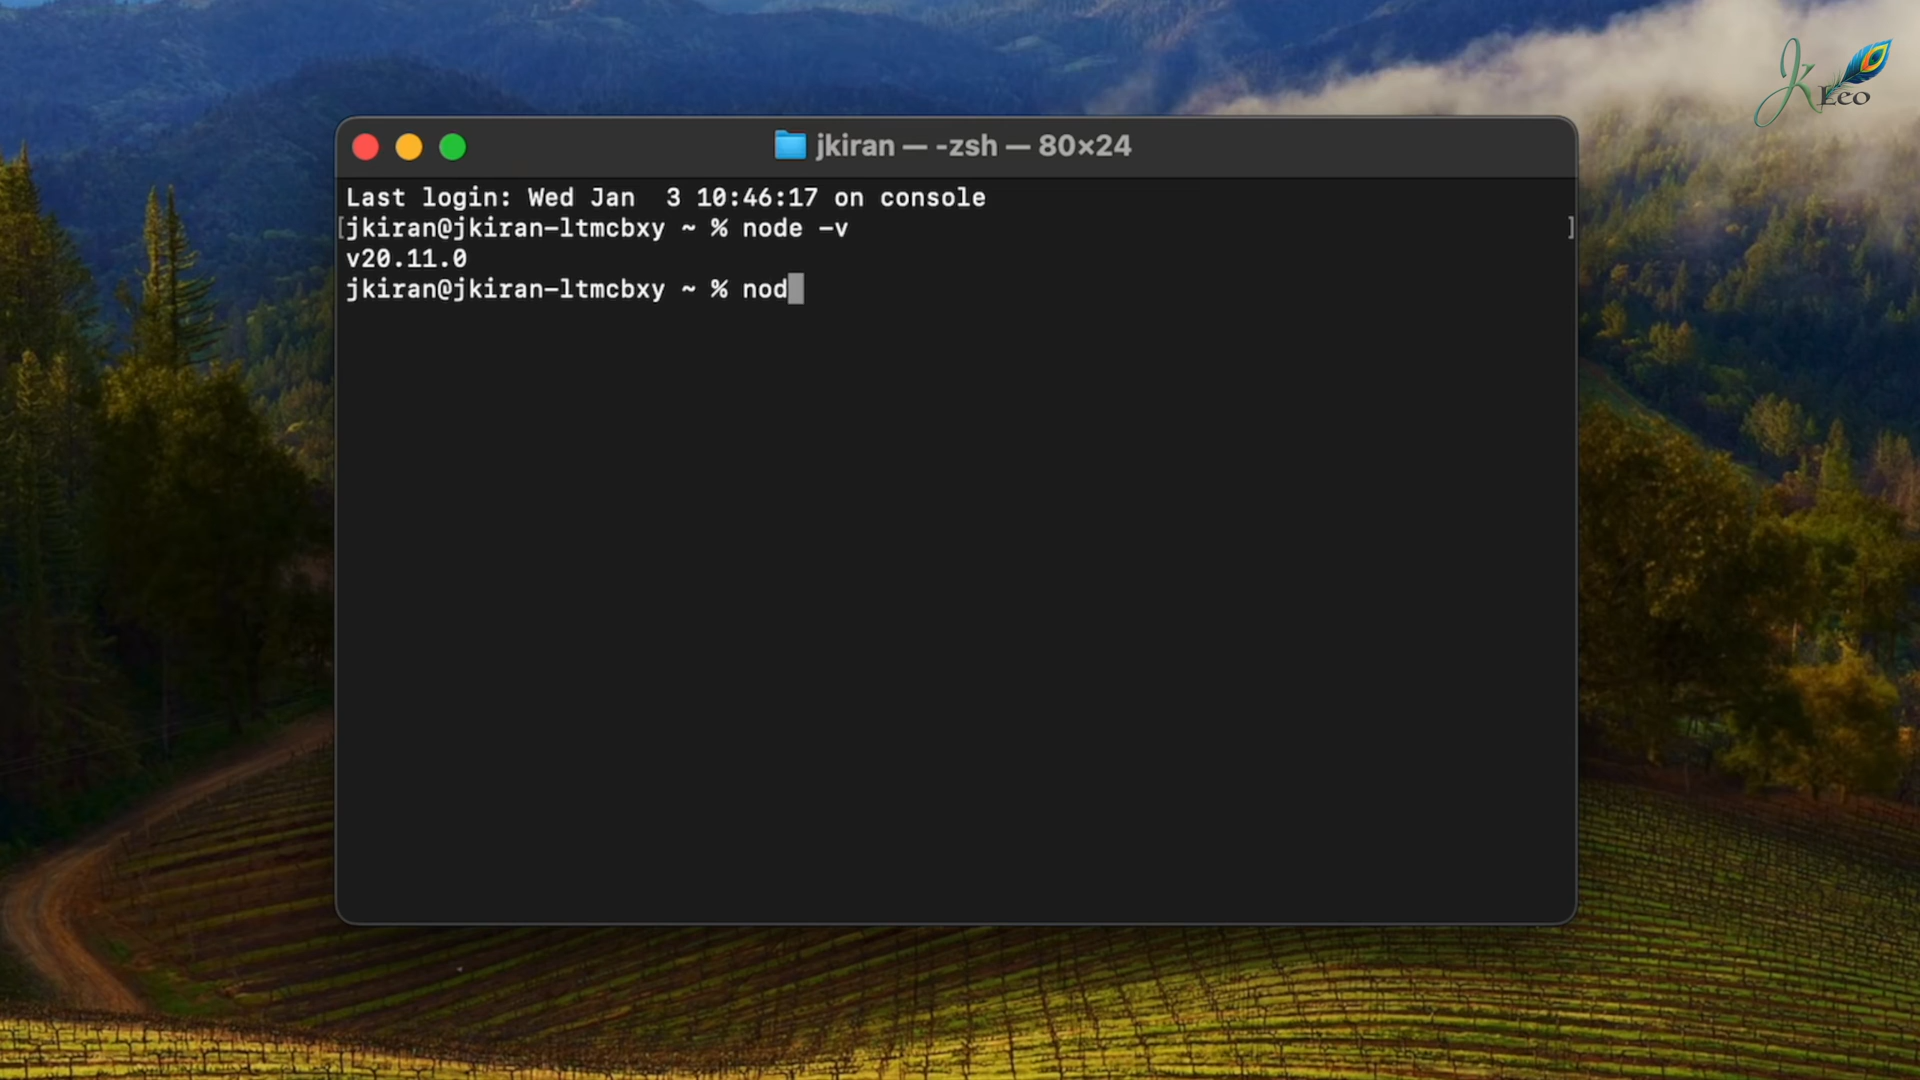 JK
Leo
jkiran — -zsh — 80×24
Last login: Wed Jan  3 10:46:17 on console
[jkiran@jkiran-ltmcbxy ~ % node -v ]
v20.11.0
jkiran@jkiran-ltmcbxy ~ % nod